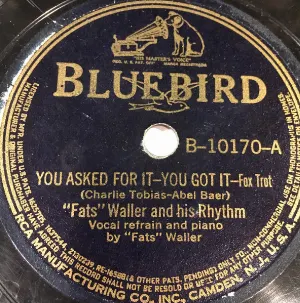 "HIS MASTER'S VOICE"
BLUEBIRD
B-10170-A
YOU ASKED FOR IT—YOU GOT IT—Fox Trot
(Charlie Tobias-Abel Baer)
"Fats" Waller and his Rhythm
Vocal refrain and piano
by "Fats" Waller
RCA MANUFACTURING CO. INC., CAMDEN, N.J., U.S.A.